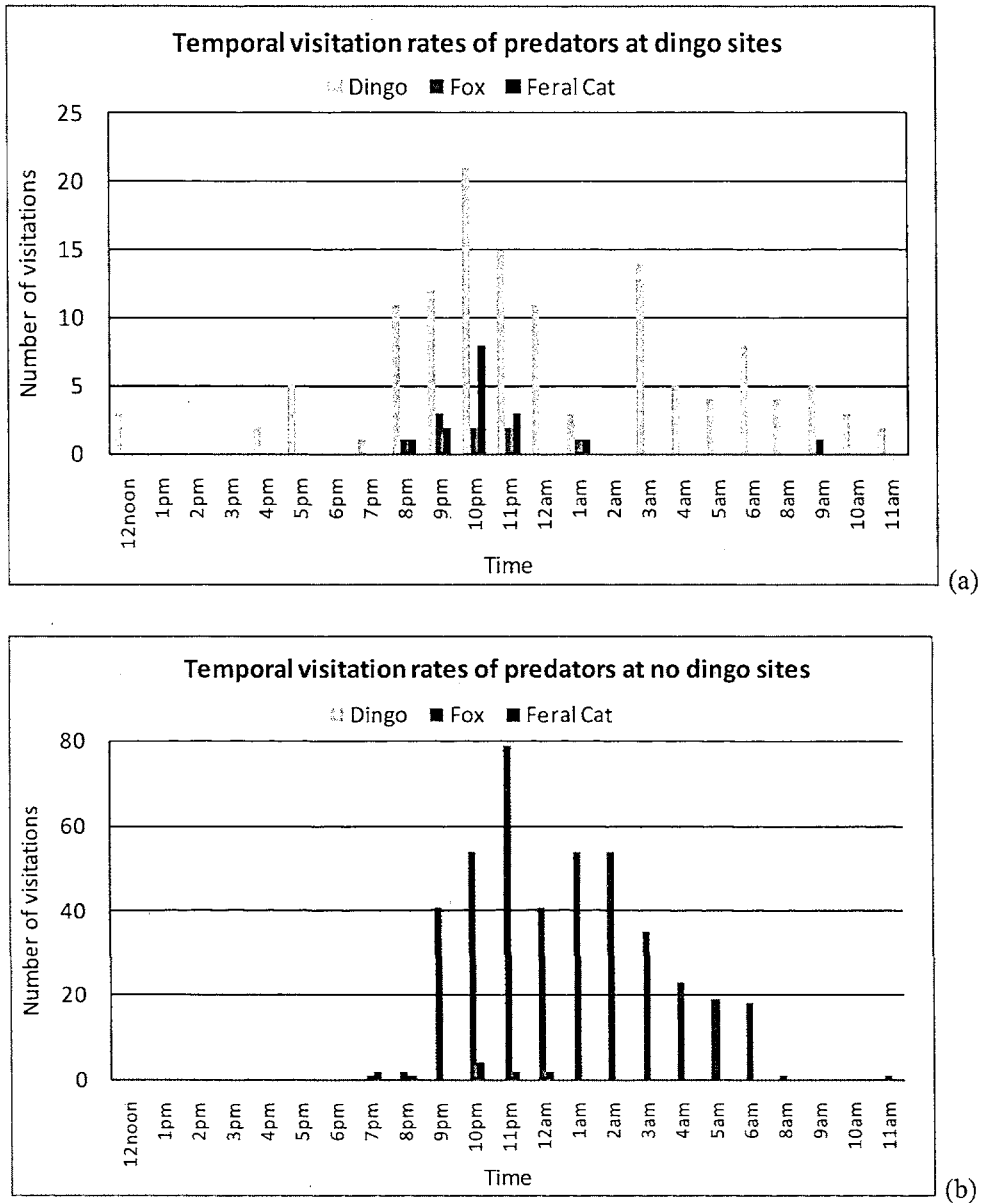 Temporal visitation rates of predators at dingo sites
Dingo Fox Feral Cat
25
20
15
10
5
0
Number of visitations
12noon 1pm 2pm 3pm 4pm 5pm 6pm 7pm 8pm 9pm 10pm 11pm 12am 1am 2am 3am 4am 5am 6am 8am 9am 10am 11am
Time
(a)
Temporal visitation rates of predators at no dingo sites
Dingo Fox Feral Cat
80
60
40
20
0
Number of visitations
12noon 1pm 2pm 3pm 4pm 5pm 6pm 7pm 8pm 9pm 10pm 11pm 12am 1am 2am 3am 4am 5am 6am 8am 9am 10am 11am
Time
(b)